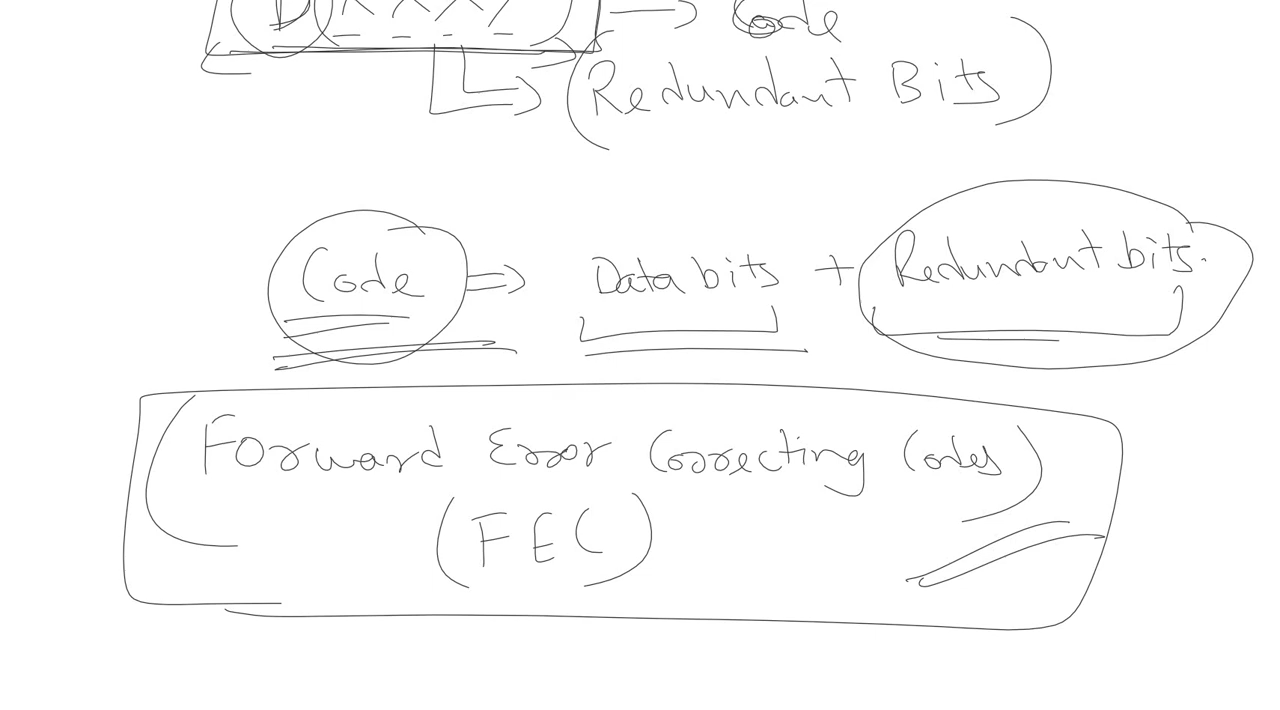 D X X X X → Code
(Redundant Bits)
Code ⇒ Data bits + Redundant bits.
Forward Error Correcting Codes
(FEC)